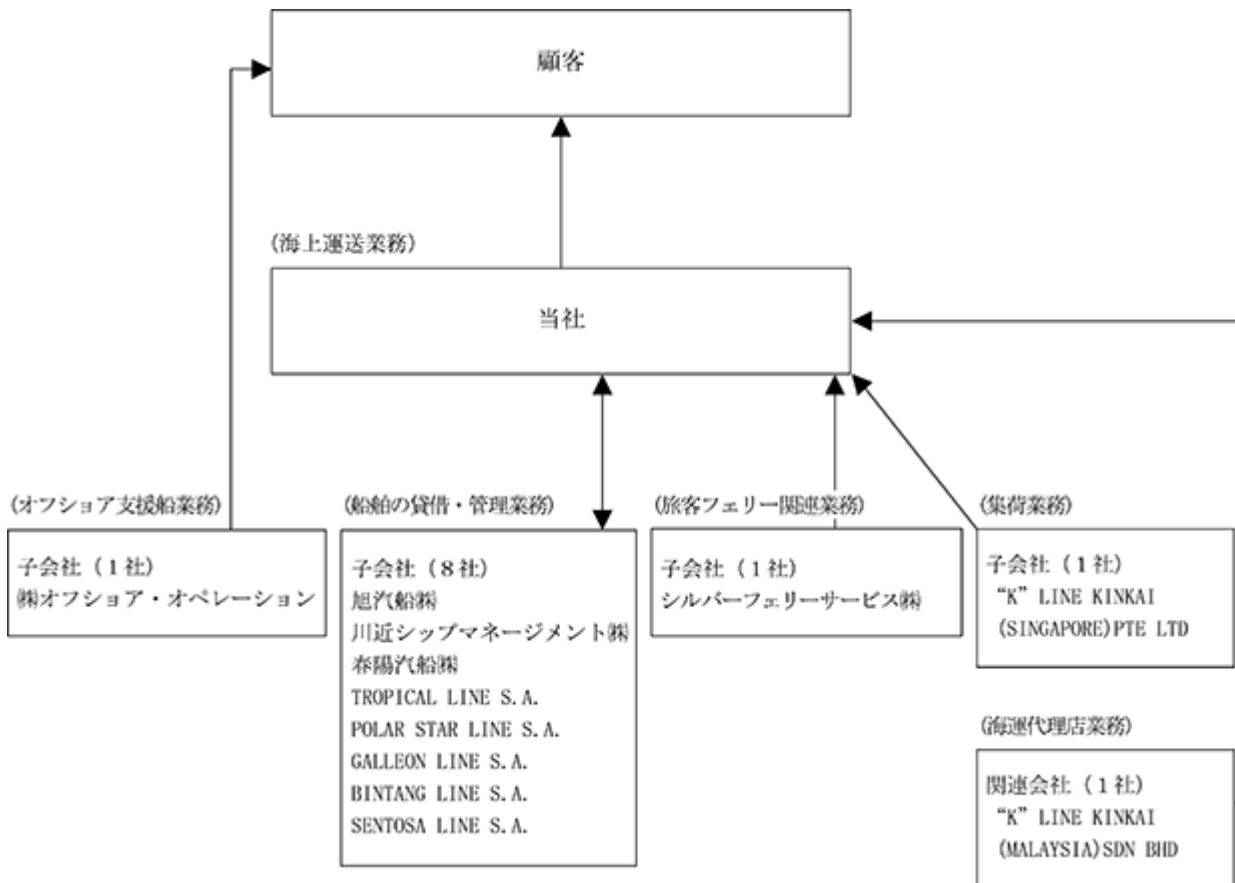 顧客
(海上運送業務)
当社
(オフショア支援船業務)
子会社（1社）
㈱オフショア・オペレーション
(船舶の貸借・管理業務)
子会社（8社）
旭汽船㈱
川近シップマネージメント㈱
春陽汽船㈱
TROPICAL LINE S.A.
POLAR STAR LINE S.A.
GALLEON LINE S.A.
BINTANG LINE S.A.
SENTOSA LINE S.A.
(旅客フェリー関連業務)
子会社（1社）
シルバーフェリーサービス㈱
(集荷業務)
子会社（1社）
“K” LINE KINKAI
(SINGAPORE)PTE LTD
(海運代理店業務)
関連会社（1社）
“K” LINE KINKAI
(MALAYSIA)SDN BHD